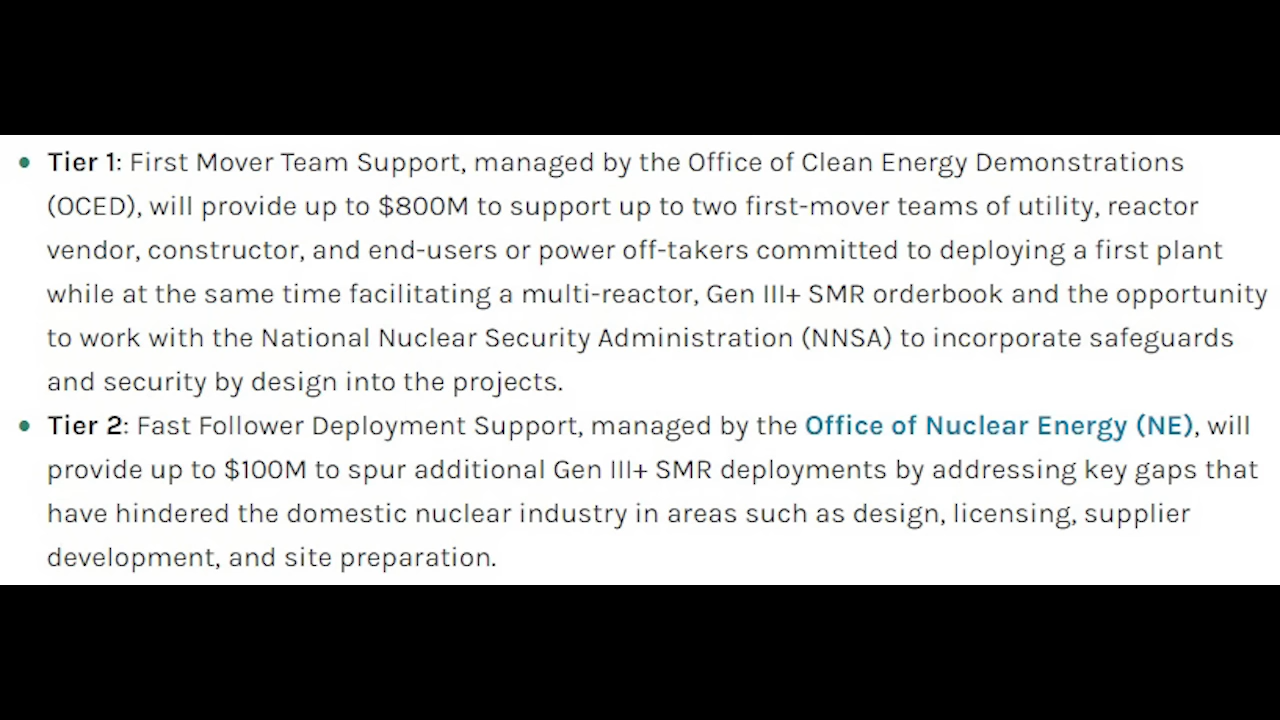 • Tier 1: First Mover Team Support, managed by the Office of Clean Energy Demonstrations
(OCED), will provide up to $800M to support up to two first-mover teams of utility, reactor
vendor, constructor, and end-users or power off-takers committed to deploying a first plant
while at the same time facilitating a multi-reactor, Gen III+ SMR orderbook and the opportunity
to work with the National Nuclear Security Administration (NNSA) to incorporate safeguards
and security by design into the projects.
• Tier 2: Fast Follower Deployment Support, managed by the Office of Nuclear Energy (NE), will
provide up to $100M to spur additional Gen III+ SMR deployments by addressing key gaps that
have hindered the domestic nuclear industry in areas such as design, licensing, supplier
development, and site preparation.